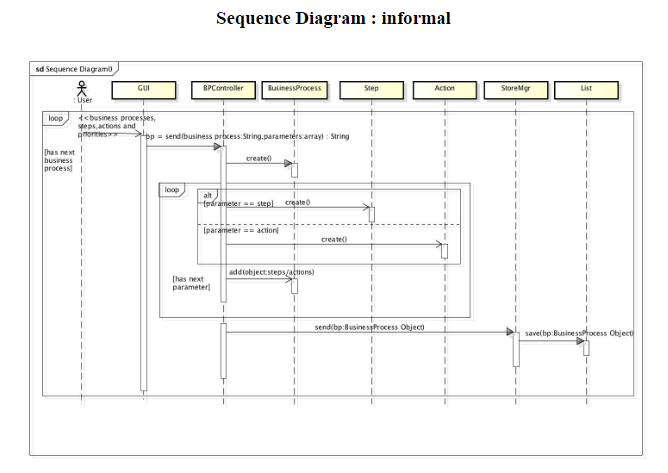 Sequence Diagram : informal
sd Sequence Diagram0
: User
GUI
BPController
BusinessProcess
Step
Action
StoreMgr
List
loop
<<business processes,
steps,actions and
priorities>>
bp = send(business process:String,parameters:array) : String
[has next
business
process]
create()
loop
alt
[parameter == step]
create()
[parameter == action]
create()
[has next
parameter]
add(object:steps/actions)
send(bp:BusinessProcess Object)
save(bp:BusinessProcess Object)